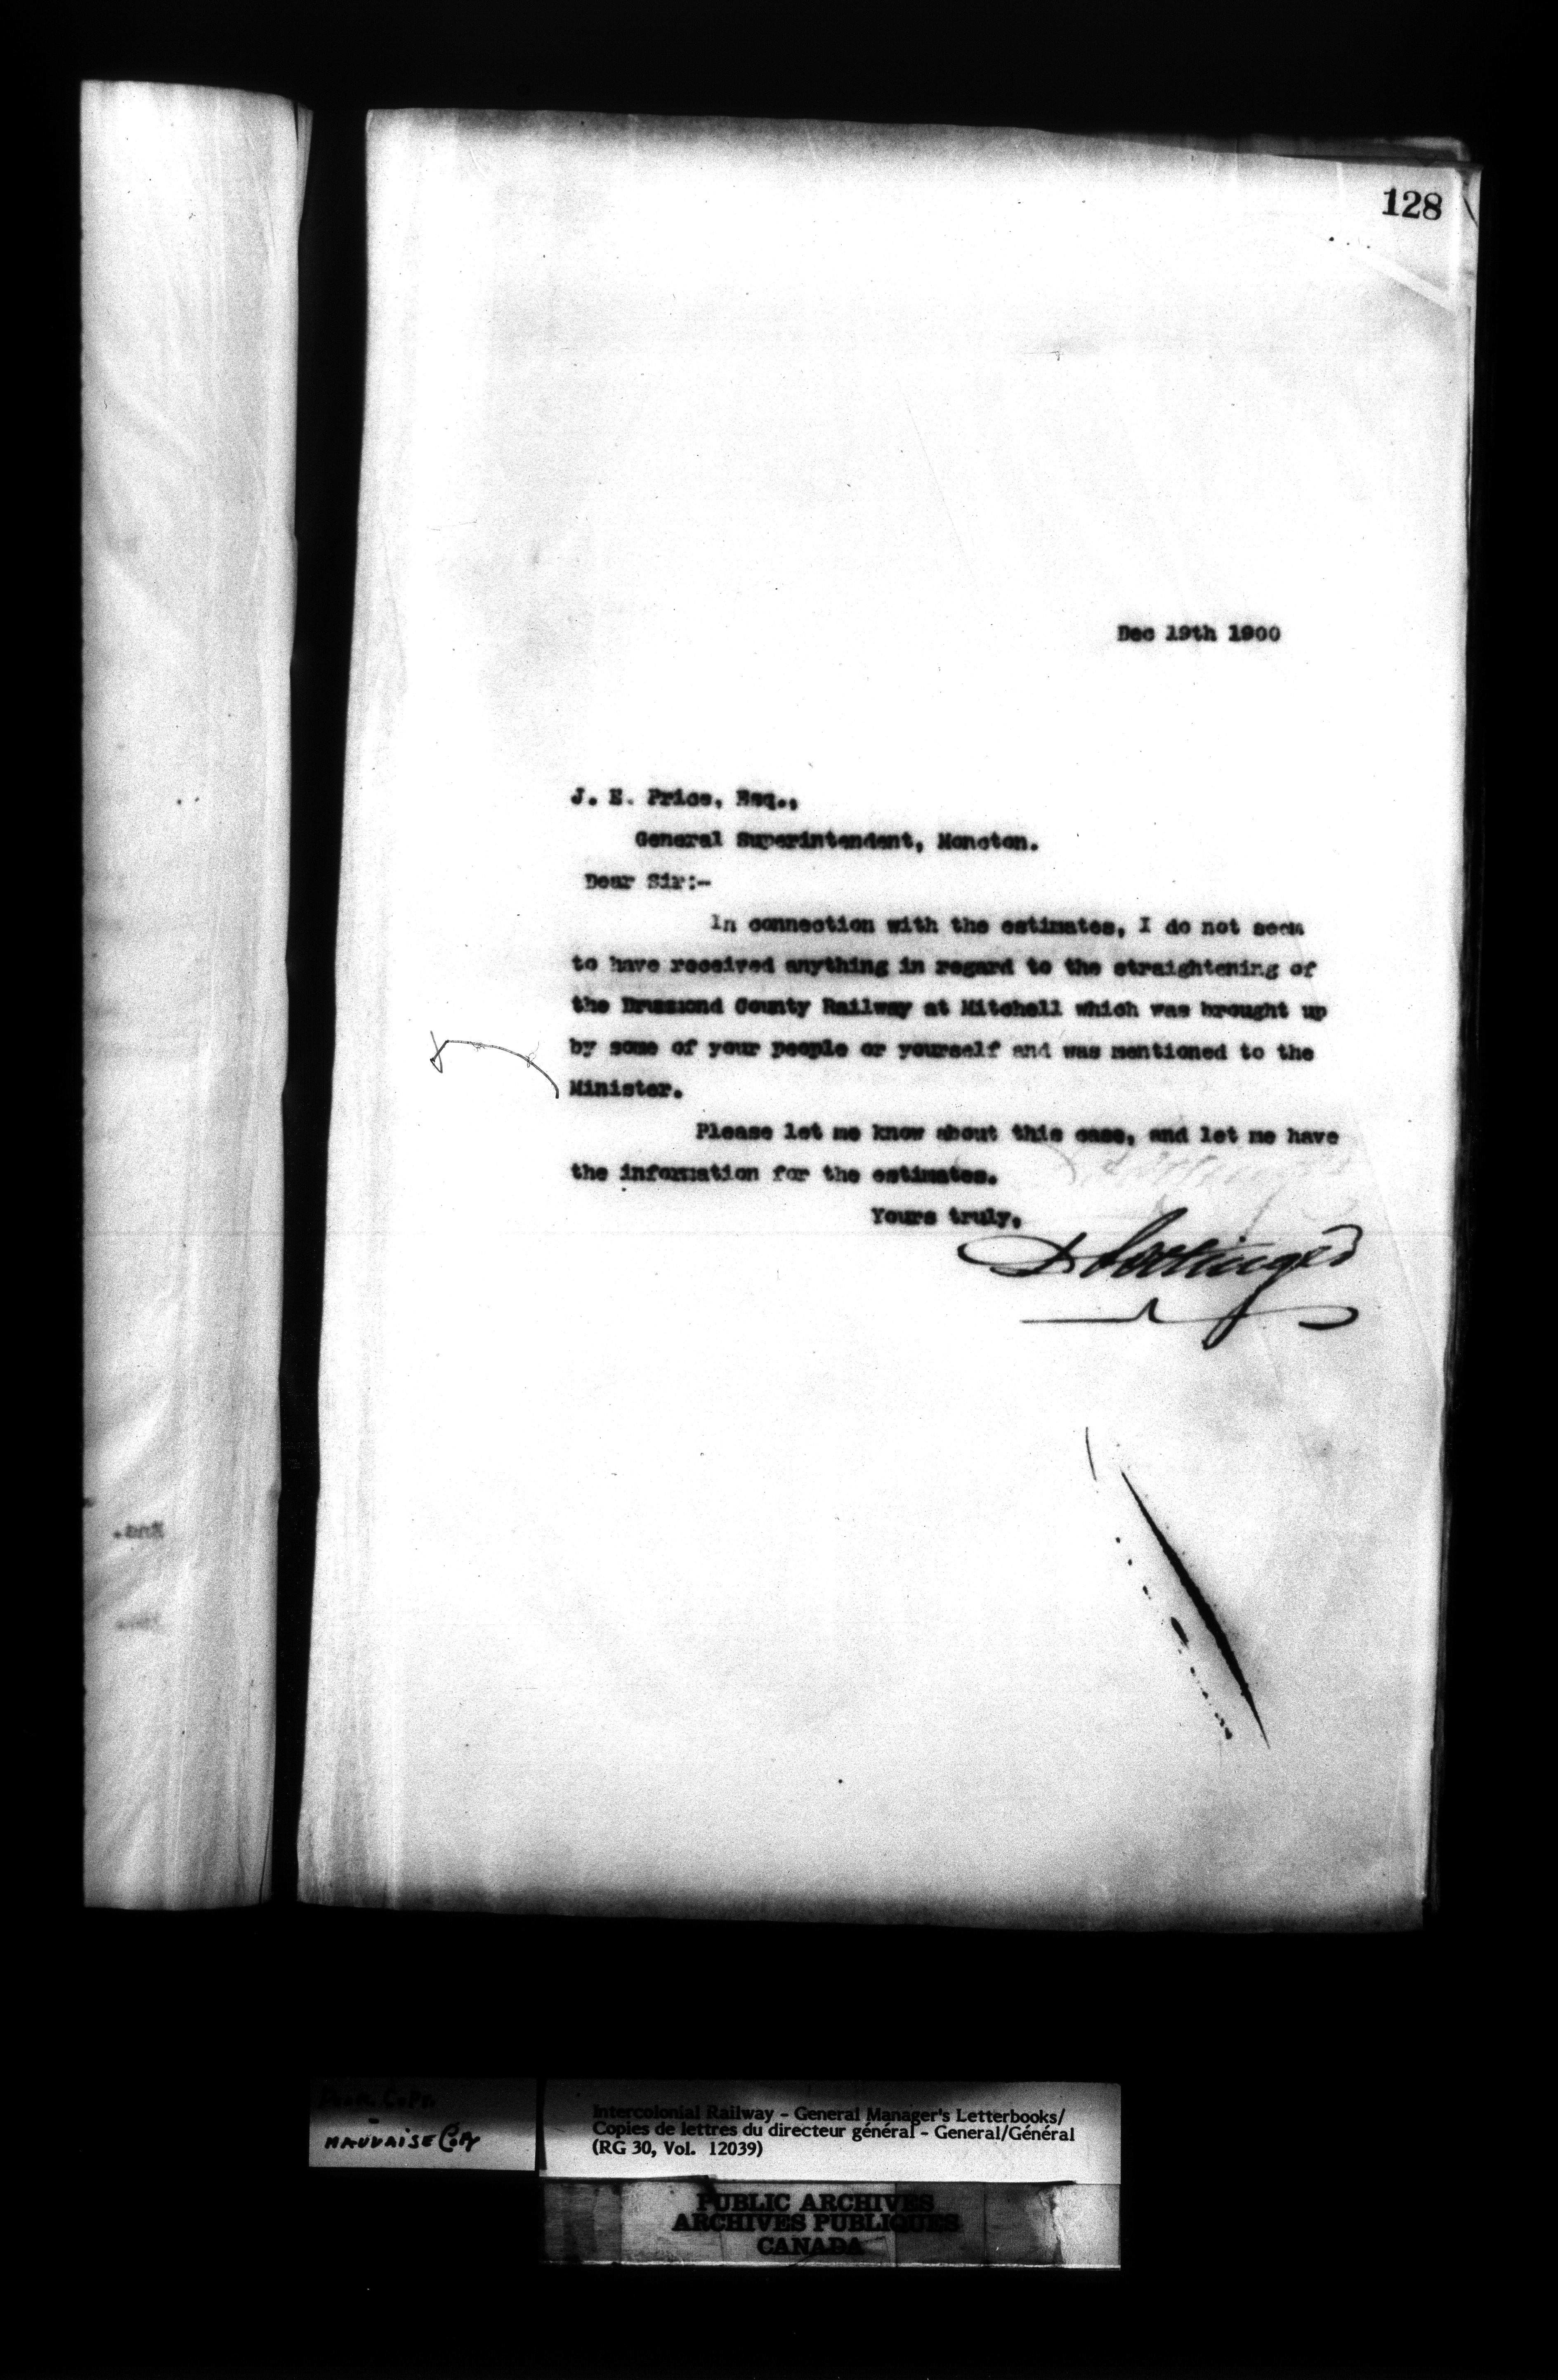 128
Dec 19th 1900
J. E. Price, Esq.,
General Superintendent, Moncton.
Dear Sir:-
In connection with the estimates, I do not seem
to have received anything in regard to the straightening of
the Drummond County Railway at Mitchell which was brought up
by some of your people or yourself and was mentioned to the
Minister.
Please let me know about this case, and let me have
the information for the estimates.
Yours truly,
D Pottinger
Poor Copy.
MAUVAISE Copy
Intercolonial Railway - General Manager's Letterbooks/
Copies de lettres du directeur général - General/Général
(RG 30, Vol. 12039)
PUBLIC ARCHIVES
ARCHIVES PUBLIQUES
CANADA